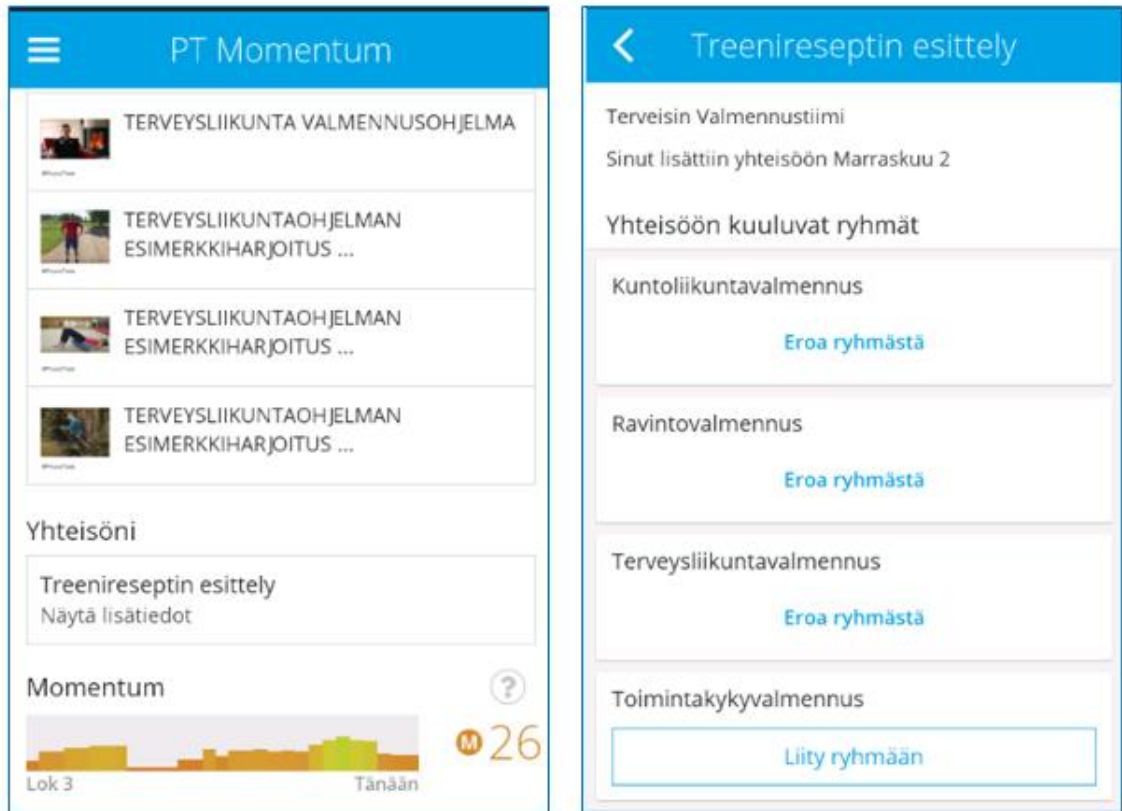 PT Momentum
TERVEYSLIIKUNTA VALMENNUSOHJELMA
TERVEYSLIIKUNTAOHJELMAN
ESIMERKKIHARJOITUS ...
TERVEYSLIIKUNTAOHJELMAN
ESIMERKKIHARJOITUS ...
TERVEYSLIIKUNTAOHJELMAN
ESIMERKKIHARJOITUS ...
Yhteisöni
Treenireseptin esittely
Näytä lisätiedot
Momentum
?
M 26
Lok 3
Tänään
Treenireseptin esittely
Terveisin Valmennustiimi
Sinut lisättiin yhteisöön Marraskuu 2
Yhteisöön kuuluvat ryhmät
Kuntoliikuntavalmennus
Eroa ryhmästä
Ravintovalmennus
Eroa ryhmästä
Terveysliikuntavalmennus
Eroa ryhmästä
Toimintakykyvalmennus
Liity ryhmään